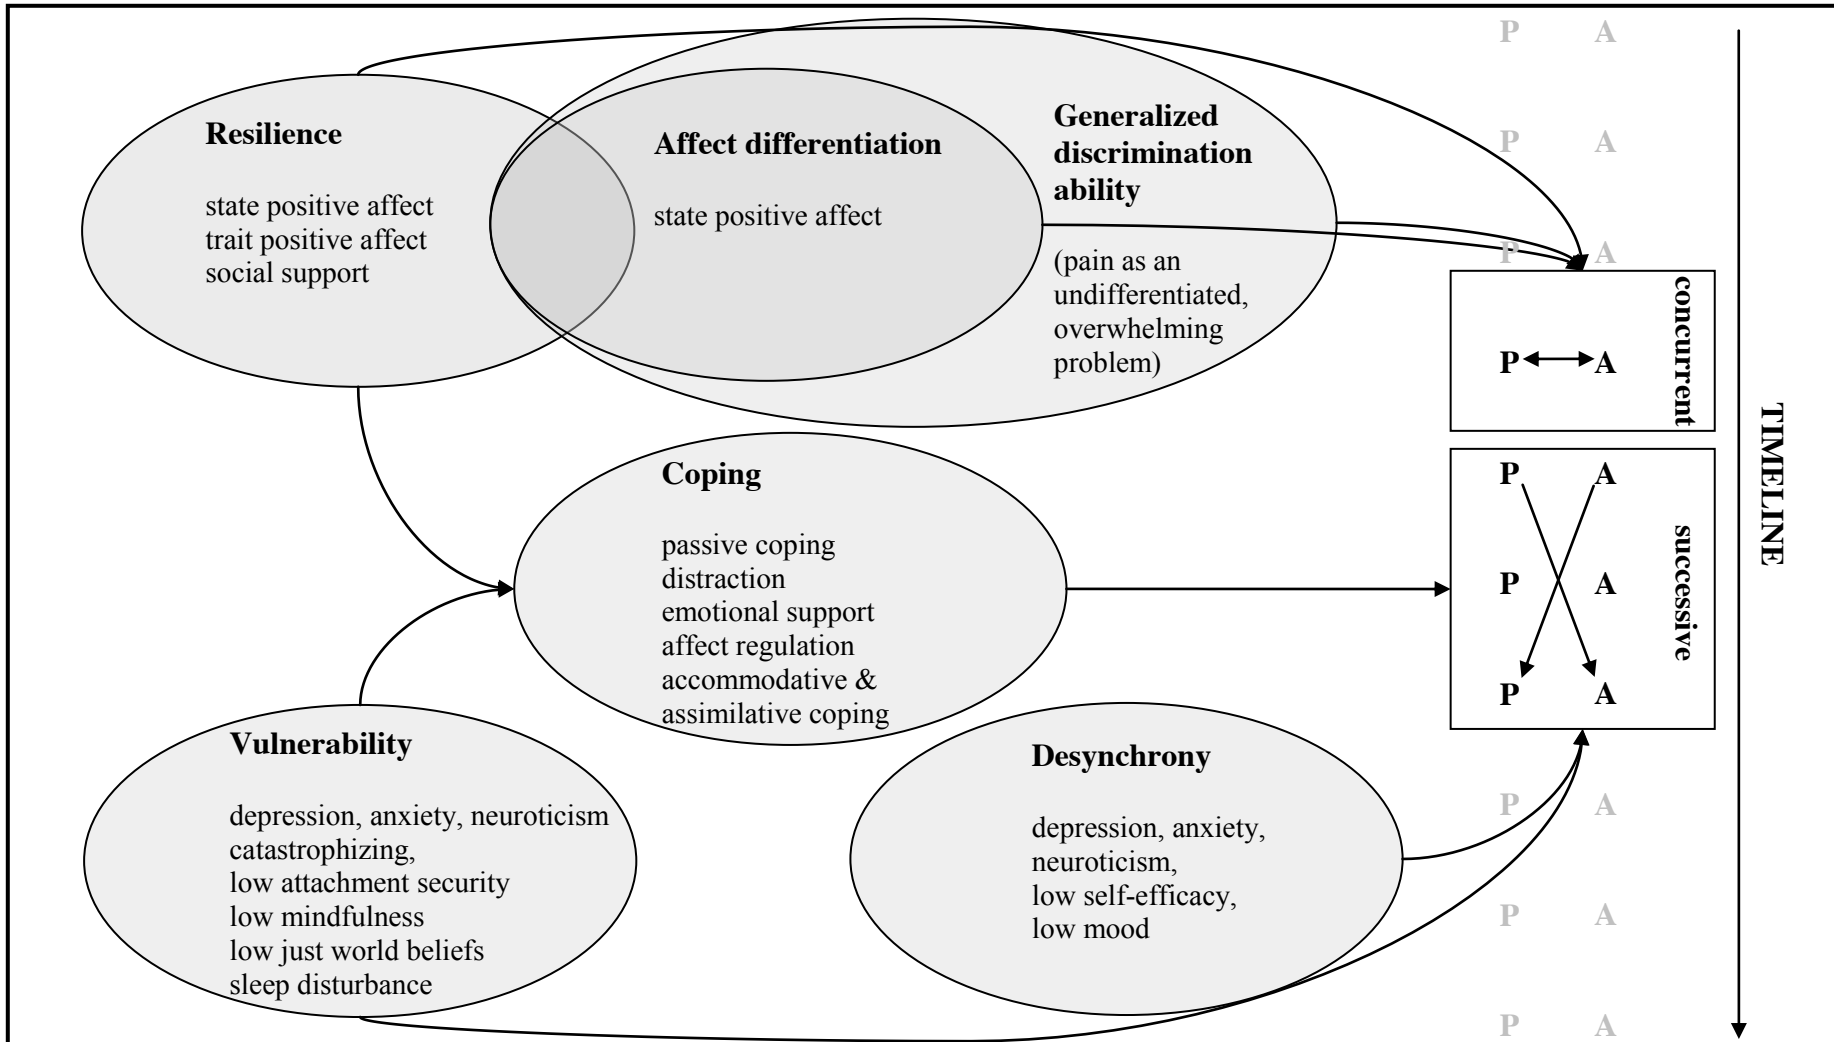 P A
Resilience
state positive affect
trait positive affect
social support
Affect differentiation
state positive affect
Generalized
discrimination
ability
(pain as an
undifferentiated,
overwhelming
problem)
P A
P A
P A
concurrent
Coping
passive coping
distraction
emotional support
affect regulation
accommodative &
assimilative coping
P A
P A
P A
successive
TIMELINE
Vulnerability
depression, anxiety, neuroticism
catastrophizing,
low attachment security
low mindfulness
low just world beliefs
sleep disturbance
Desynchrony
depression, anxiety,
neuroticism,
low self-efficacy,
low mood
P A
P A
P A